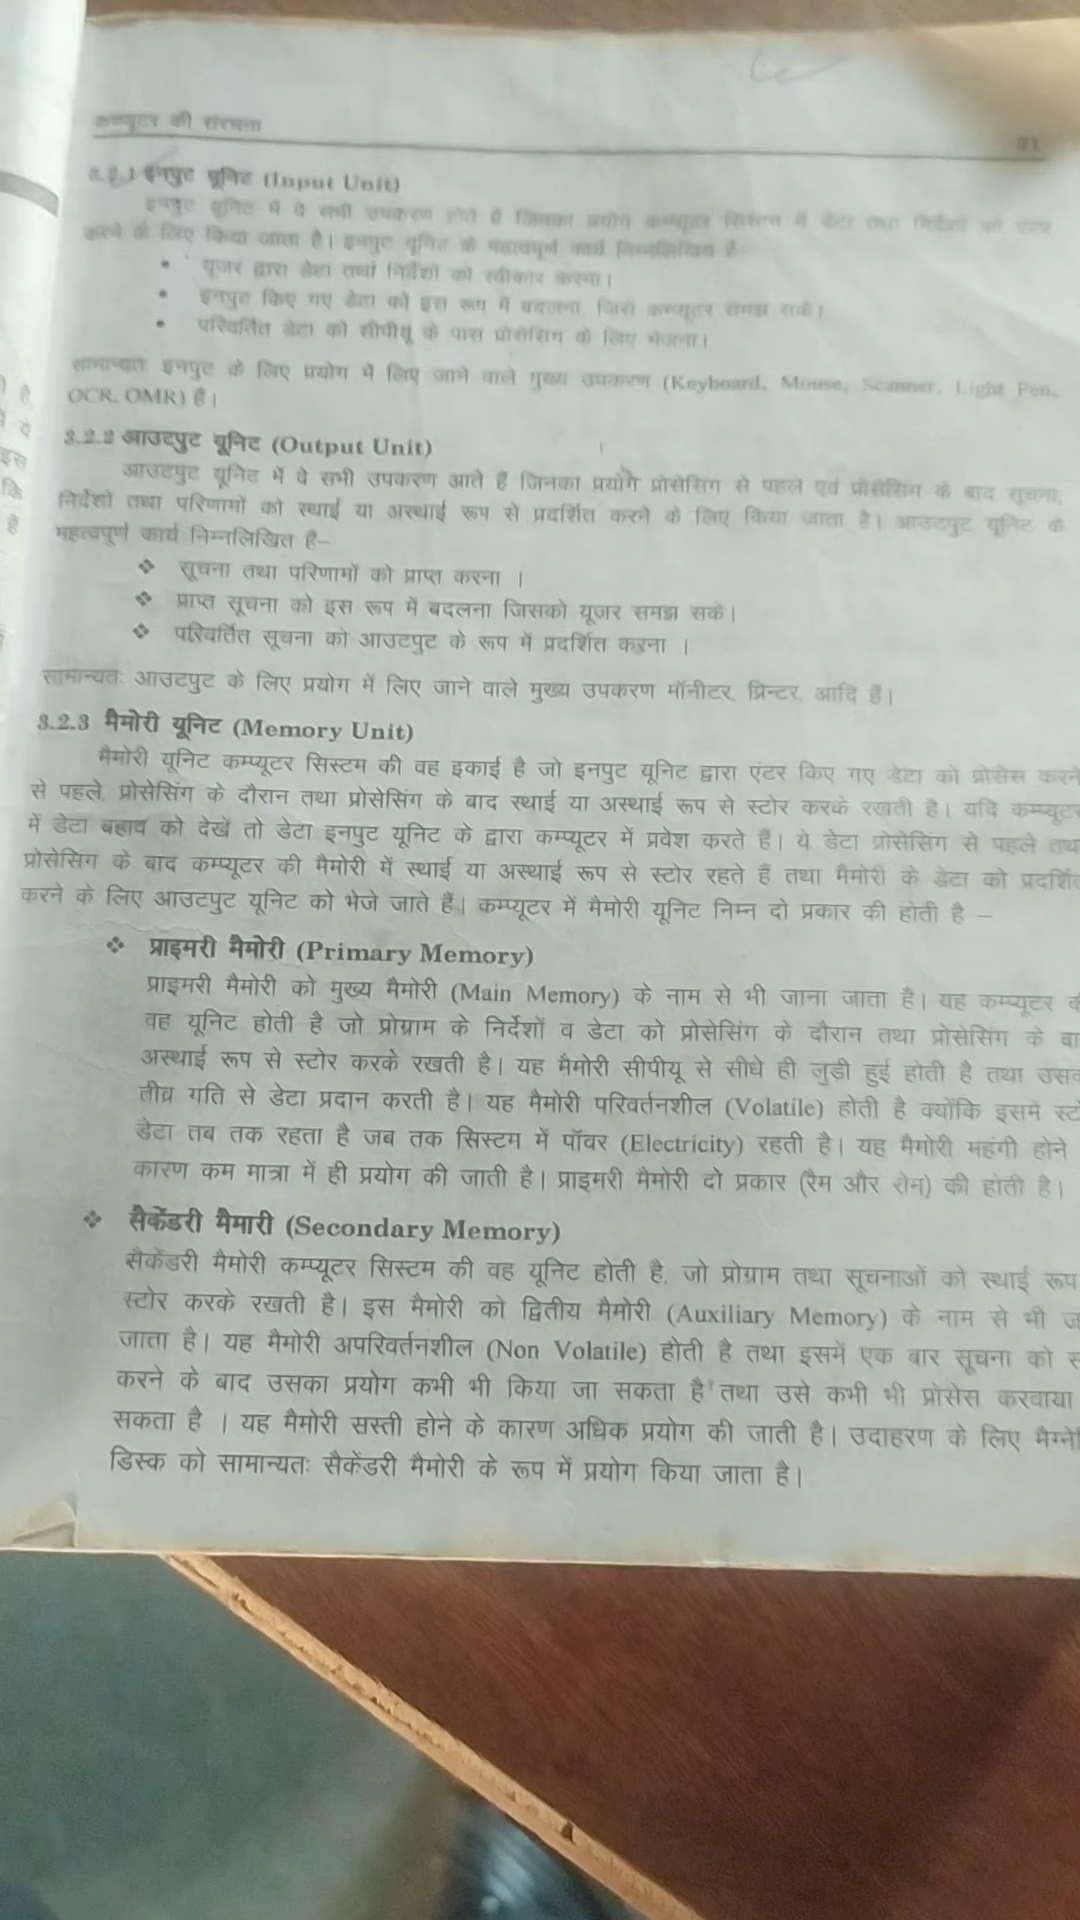 कम्प्यूटर की संरचना
3.2.1 इनपुट यूनिट (Input Unit)
इनपुट यूनिट में वे सभी उपकरण होते हैं जिनका प्रयोग कम्प्यूटर सिस्टम में डेटा तथा निर्देशों को एंटर
करने के लिए किया जाता है। इनपुट यूनिट के महत्वपूर्ण कार्य निम्नलिखित हैं–
• यूजर द्वारा डेटा तथा निर्देशों को स्वीकार करना।
• इनपुट किए गए डेटा को इस रूप में बदलना जिसे कम्प्यूटर समझ सके।
• परिवर्तित डेटा को सीपीयू के पास प्रोसेसिंग के लिए भेजना।
सामान्यतः इनपुट के लिए प्रयोग में लिए जाने वाले मुख्य उपकरण (Keyboard, Mouse, Scanner, Light Pen,
OCR, OMR) हैं।
3.2.2 आउटपुट यूनिट (Output Unit)
आउटपुट यूनिट में वे सभी उपकरण आते हैं जिनका प्रयोग प्रोसेसिंग से पहले एवं प्रोसेसिंग के बाद सूचना,
निर्देशों तथा परिणामों को स्थाई या अस्थाई रूप से प्रदर्शित करने के लिए किया जाता है। आउटपुट यूनिट के
महत्वपूर्ण कार्य निम्नलिखित हैं–
❖ सूचना तथा परिणामों को प्राप्त करना ।
❖ प्राप्त सूचना को इस रूप में बदलना जिसको यूजर समझ सके।
❖ परिवर्तित सूचना को आउटपुट के रूप में प्रदर्शित करना ।
सामान्यतः आउटपुट के लिए प्रयोग में लिए जाने वाले मुख्य उपकरण मॉनीटर, प्रिन्टर, आदि हैं।
3.2.3 मैमोरी यूनिट (Memory Unit)
मैमोरी यूनिट कम्प्यूटर सिस्टम की वह इकाई है जो इनपुट यूनिट द्वारा एंटर किए गए डेटा को प्रोसेस करने
से पहले, प्रोसेसिंग के दौरान तथा प्रोसेसिंग के बाद स्थाई या अस्थाई रूप से स्टोर करके रखती है। यदि कम्प्यूटर
में डेटा बहाव को देखें तो डेटा इनपुट यूनिट के द्वारा कम्प्यूटर में प्रवेश करते हैं। ये डेटा प्रोसेसिंग से पहले तथा
प्रोसेसिंग के बाद कम्प्यूटर की मैमोरी में स्थाई या अस्थाई रूप से स्टोर रहते हैं तथा मैमोरी के डेटा को प्रदर्शित
करने के लिए आउटपुट यूनिट को भेजे जाते हैं। कम्प्यूटर में मैमोरी यूनिट निम्न दो प्रकार की होती है –
❖ प्राइमरी मैमोरी (Primary Memory)
प्राइमरी मैमोरी को मुख्य मैमोरी (Main Memory) के नाम से भी जाना जाता है। यह कम्प्यूटर
वह यूनिट होती है जो प्रोग्राम के निर्देशों व डेटा को प्रोसेसिंग के दौरान तथा प्रोसेसिंग के
अस्थाई रूप से स्टोर करके रखती है। यह मैमोरी सीपीयू से सीधे ही जुडी हुई होती है तथा
तीव्र गति से डेटा प्रदान करती है। यह मैमोरी परिवर्तनशील (Volatile) होती है क्योंकि इसमें
डेटा तब तक रहता है जब तक सिस्टम में पॉवर (Electricity) रहती है। यह मैमोरी महंगी होने
कारण कम मात्रा में ही प्रयोग की जाती है। प्राइमरी मैमोरी दो प्रकार (रैम और रोम) की होती है।
❖ सैकेंडरी मैमारी (Secondary Memory)
सैकेंडरी मैमोरी कम्प्यूटर सिस्टम की वह यूनिट होती है, जो प्रोग्राम तथा सूचनाओं को स्थाई रूप
स्टोर करके रखती है। इस मैमोरी को द्वितीय मैमोरी (Auxiliary Memory) के नाम से भी
जाता है। यह मैमोरी अपरिवर्तनशील (Non Volatile) होती है तथा इसमें एक बार सूचना को
करने के बाद उसका प्रयोग कभी भी किया जा सकता है तथा उसे कभी भी प्रोसेस करवाया
सकता है । यह मैमोरी सस्ती होने के कारण अधिक प्रयोग की जाती है। उदाहरण के लिए
डिस्क को सामान्यतः सैकेंडरी मैमोरी के रूप में प्रयोग किया जाता है।